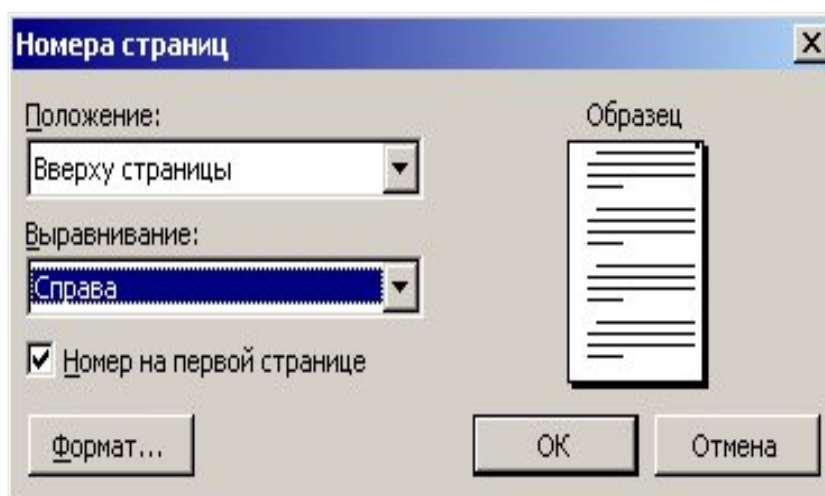 Номера страниц
Положение:
Образец
Вверху страницы
Выравнивание:
Справа
Номер на первой странице
Формат...
ОК
Отмена